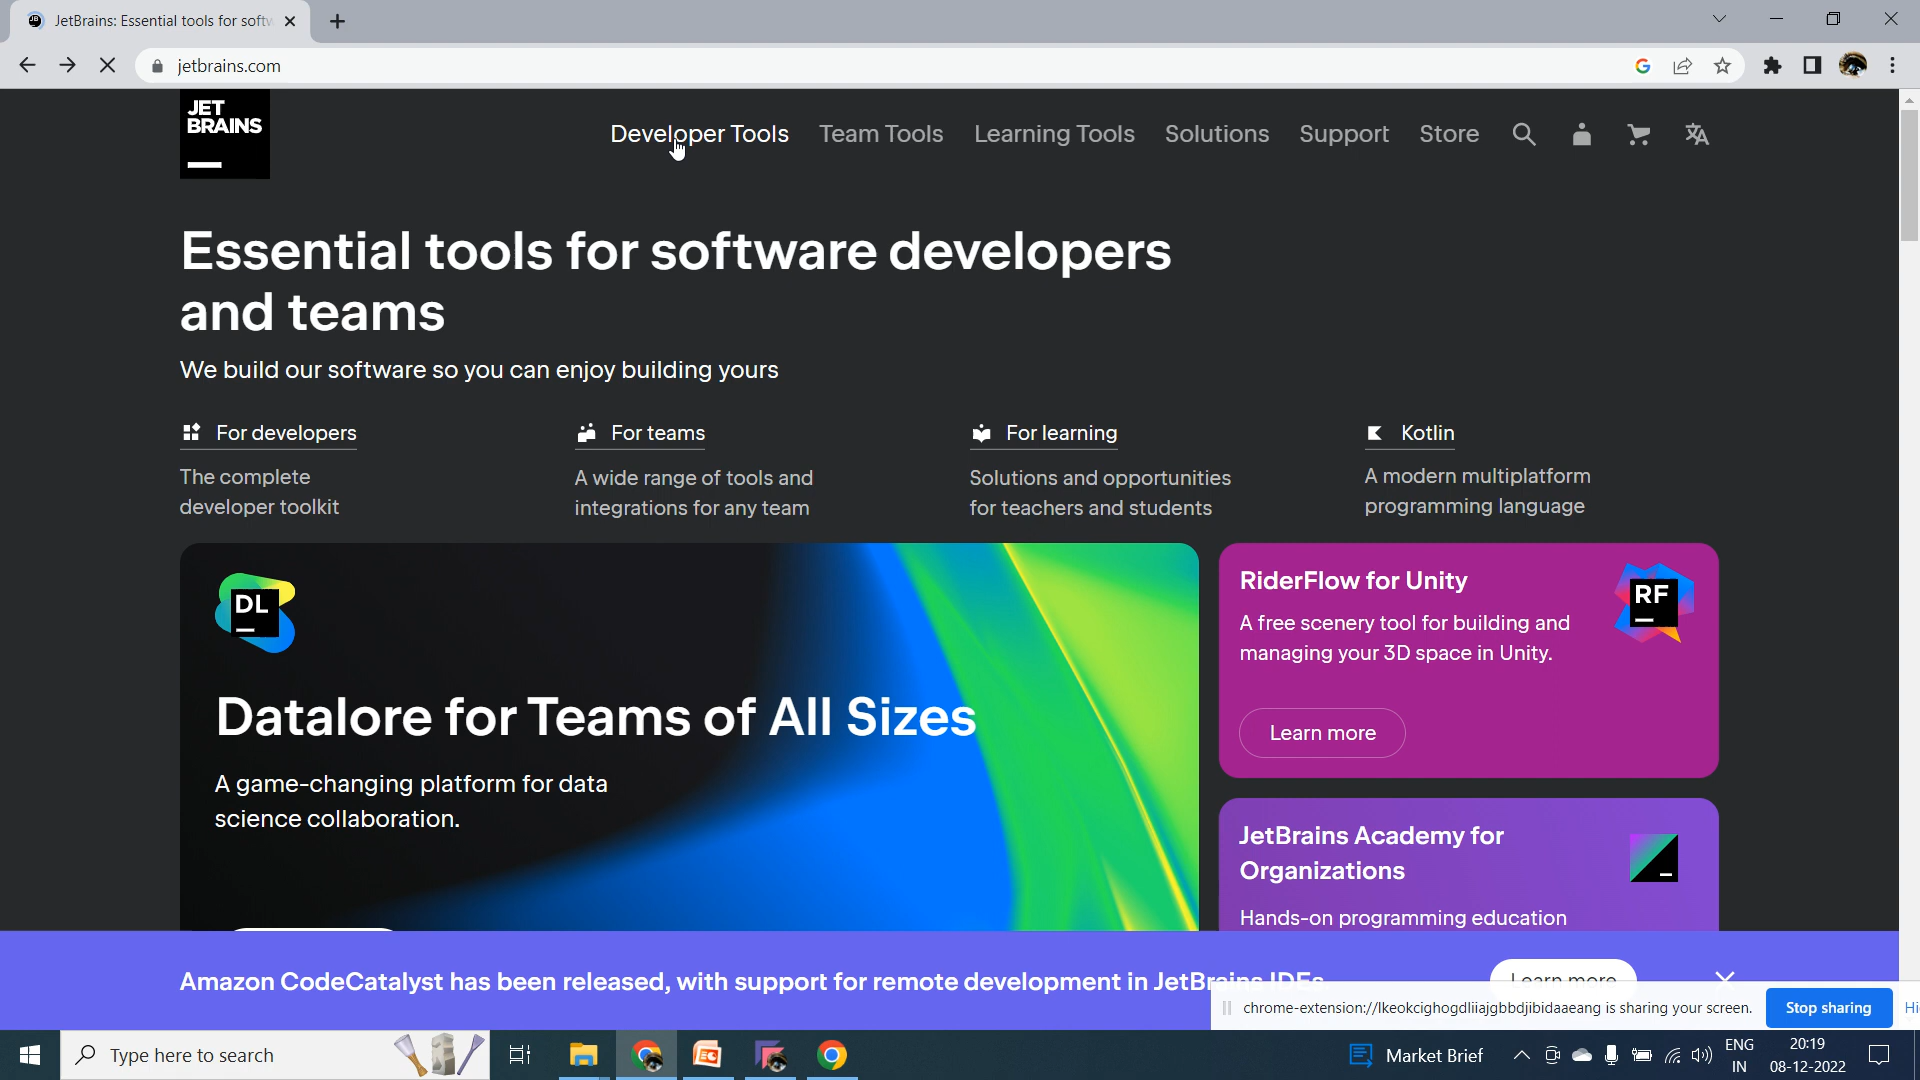 JetBrains: Essential tools for softw
jetbrains.com
JET
BRAINS
Developer Tools
Team Tools
Learning Tools
Solutions
Support
Store
Essential tools for software developers
and teams
We build our software so you can enjoy building yours
For developers
The complete
developer toolkit
For teams
A wide range of tools and
integrations for any team
For learning
Solutions and opportunities
for teachers and students
Kotlin
A modern multiplatform
programming language
DL
Datalore for Teams of All Sizes
A game-changing platform for data
science collaboration.
RiderFlow for Unity
RF
A free scenery tool for building and
managing your 3D space in Unity.
Learn more
JetBrains Academy for
Organizations
Hands-on programming education
Amazon CodeCatalyst has been released, with support for remote development in JetBrains IDEs
Learn more
chrome-extension://lkeokcighogdliiajgbbdjibidaaeang is sharing your screen.
Stop sharing
Hi
Type here to search
Market Brief
ENG
IN
20:19
08-12-2022